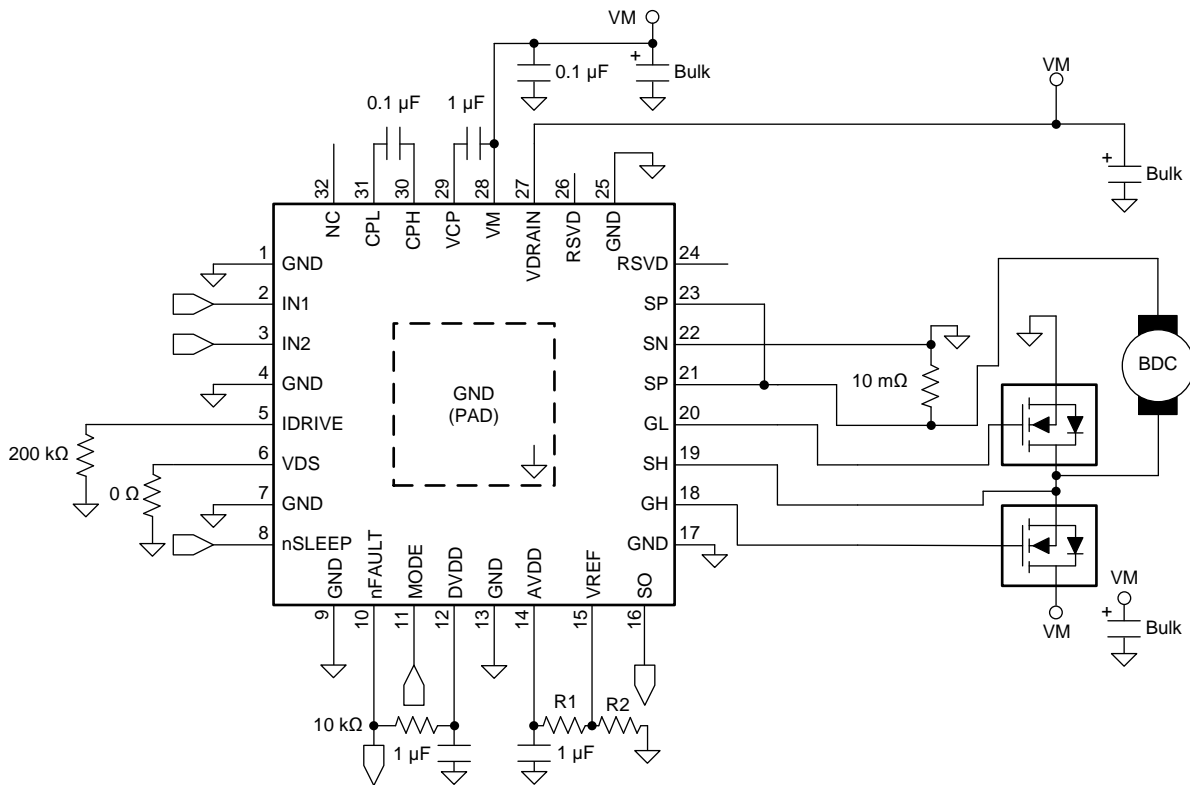 VM
0.1 µF
+
Bulk
VM
0.1 µF
1 µF
+
Bulk
32
31
30
29
28
27
26
25
NC
CPL
CPH
VCP
VM
VDRAIN
RSVD
GND
1
GND
RSVD
24
2
IN1
SP
23
3
IN2
SN
22
4
GND
SP
21
10 mΩ
BDC
GND
(PAD)
5
IDRIVE
GL
20
200 kΩ
6
VDS
SH
19
0 Ω
7
GND
GH
18
8
nSLEEP
GND
17
GND
nFAULT
MODE
DVDD
GND
AVDD
VREF
SO
9
10
11
12
13
14
15
16
VM
VM
+
Bulk
10 kΩ
1 µF
R1
R2
1 µF